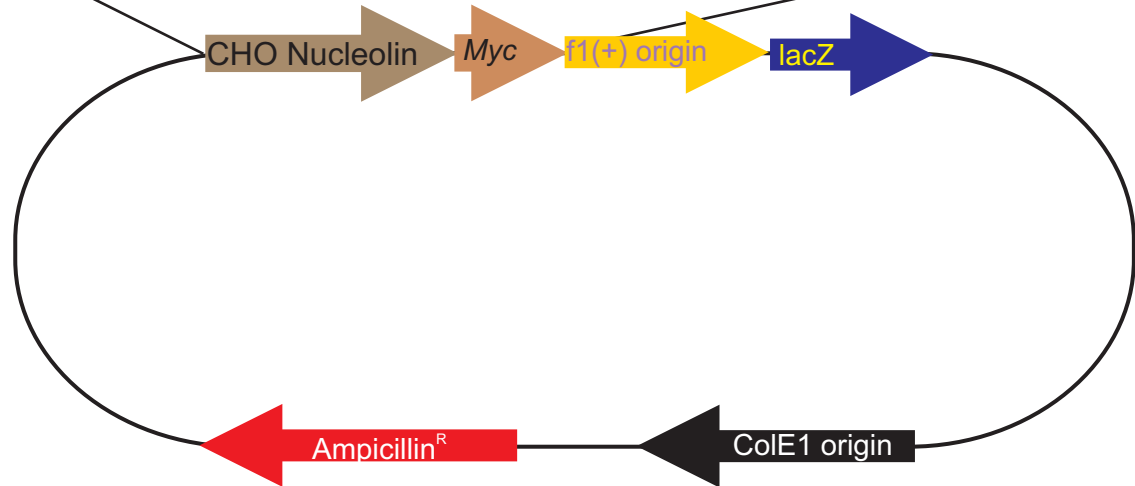 CHO Nucleolin
Myc
f1(+) origin
lacZ
Ampicillin^R
ColE1 origin